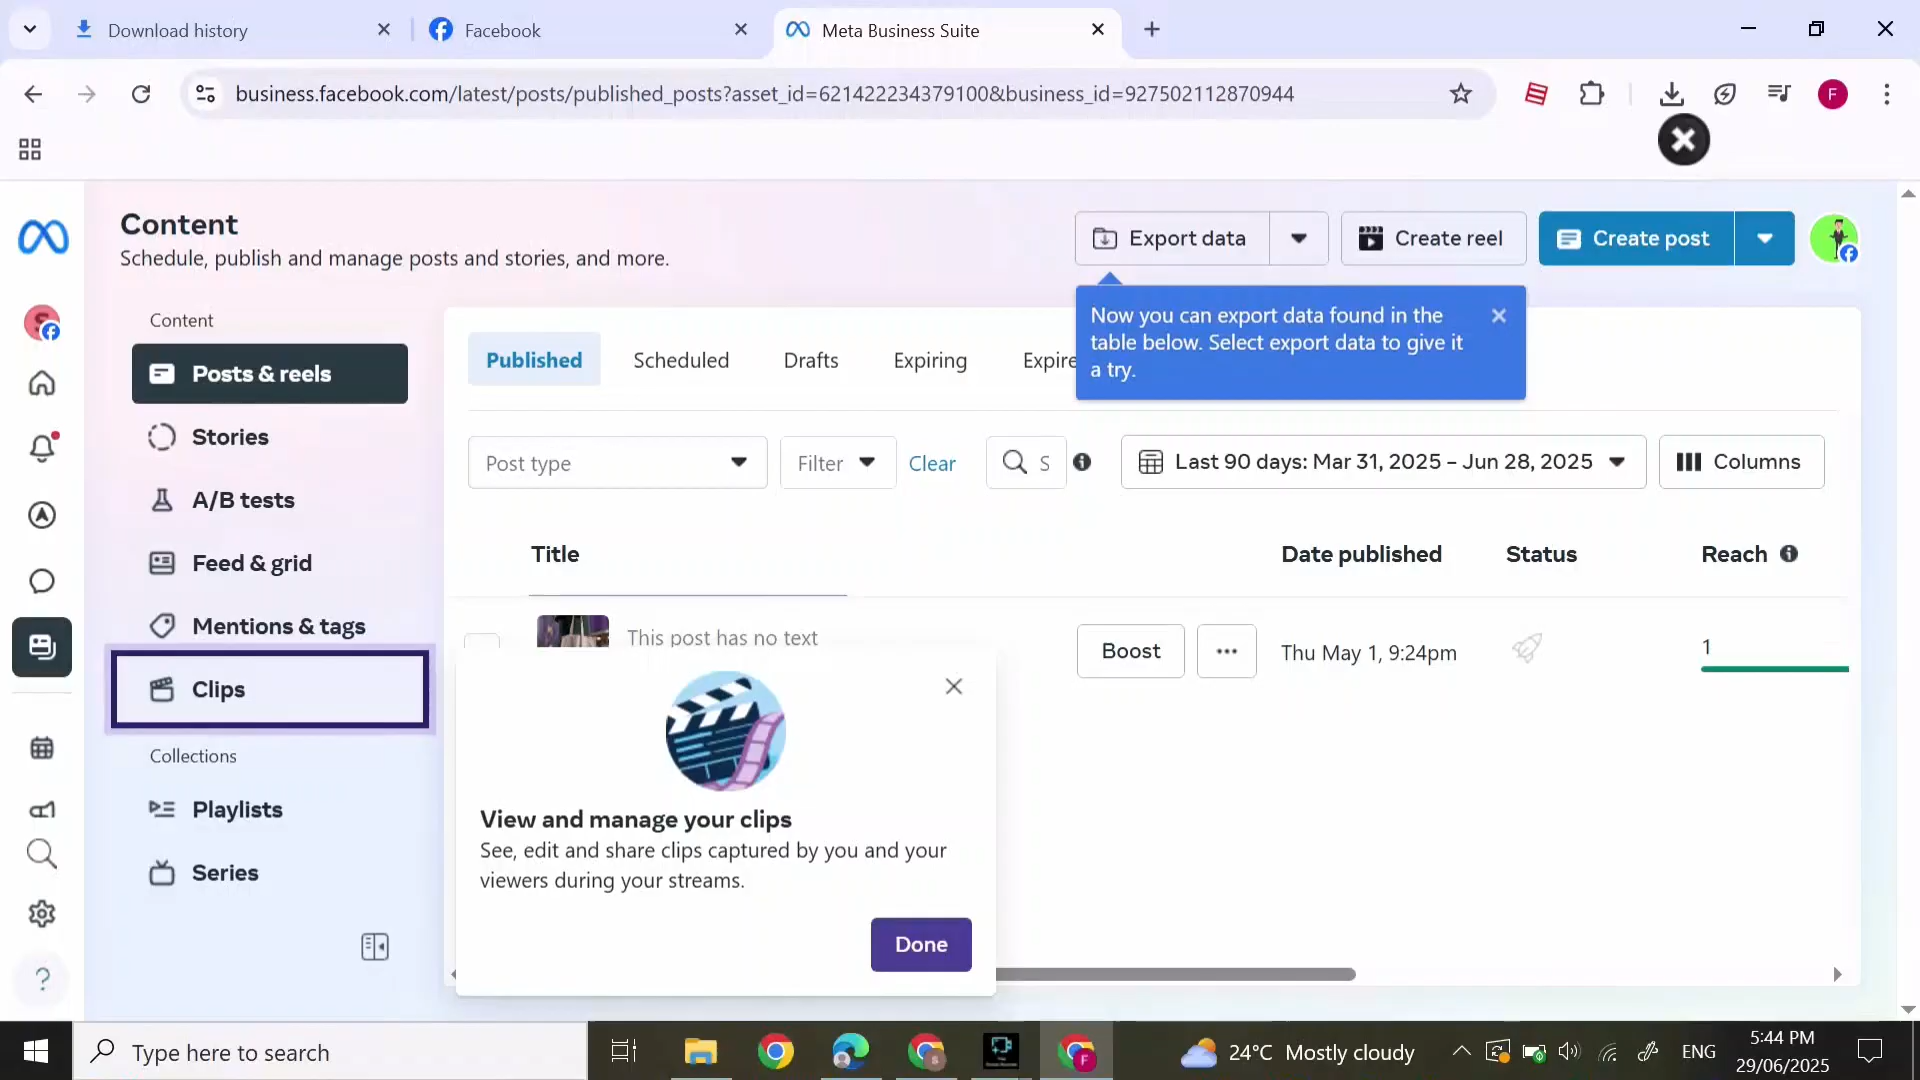 Download history
Facebook
Meta Business Suite
business.facebook.com/latest/posts/published_posts?asset_id=621422234379100&business_id=927502112870944
F
Content
Schedule, publish and manage posts and stories, and more.
Export data
Create reel
Create post
Now you can export data found in the
table below. Select export data to give it
a try.
Content
Posts & reels
Stories
A/B tests
Feed & grid
Mentions & tags
Clips
Collections
Playlists
Series
Published
Scheduled
Drafts
Expiring
Expire
Post type
Filter
Clear
S
Last 90 days: Mar 31, 2025 – Jun 28, 2025
Columns
Title
Date published
Status
Reach
This post has no text
Boost
Thu May 1, 9:24pm
1
View and manage your clips
See, edit and share clips captured by you and your
viewers during your streams.
Done
Type here to search
24°C Mostly cloudy
ENG
5:44 PM
29/06/2025